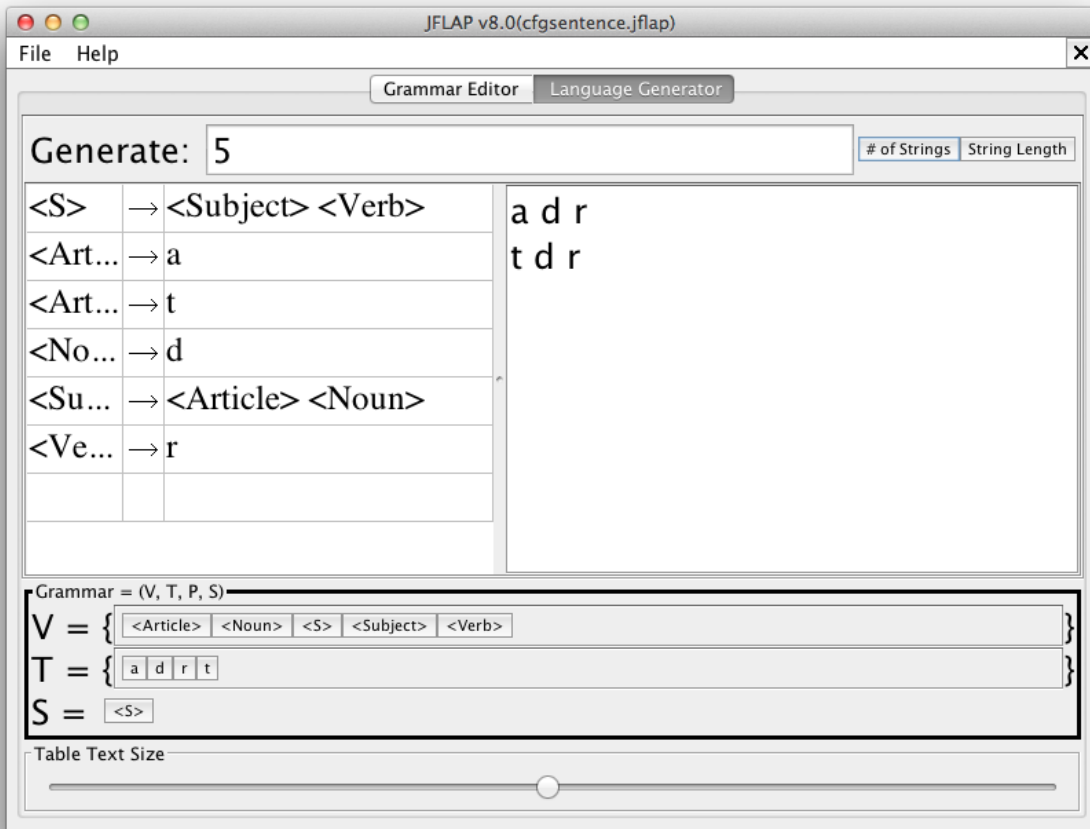 JFLAP v8.0(cfgsentence.jflap)
File Help
Grammar Editor Language Generator
Generate: 5 # of Strings String Length
<S> → <Subject> <Verb>
<Art... → a
<Art... → t
<No... → d
<Su... → <Article> <Noun>
<Ve... → r
a d r
t d r
Grammar = (V, T, P, S)
V = { <Article> <Noun> <S> <Subject> <Verb> }
T = { a d r t }
S = <S>
Table Text Size